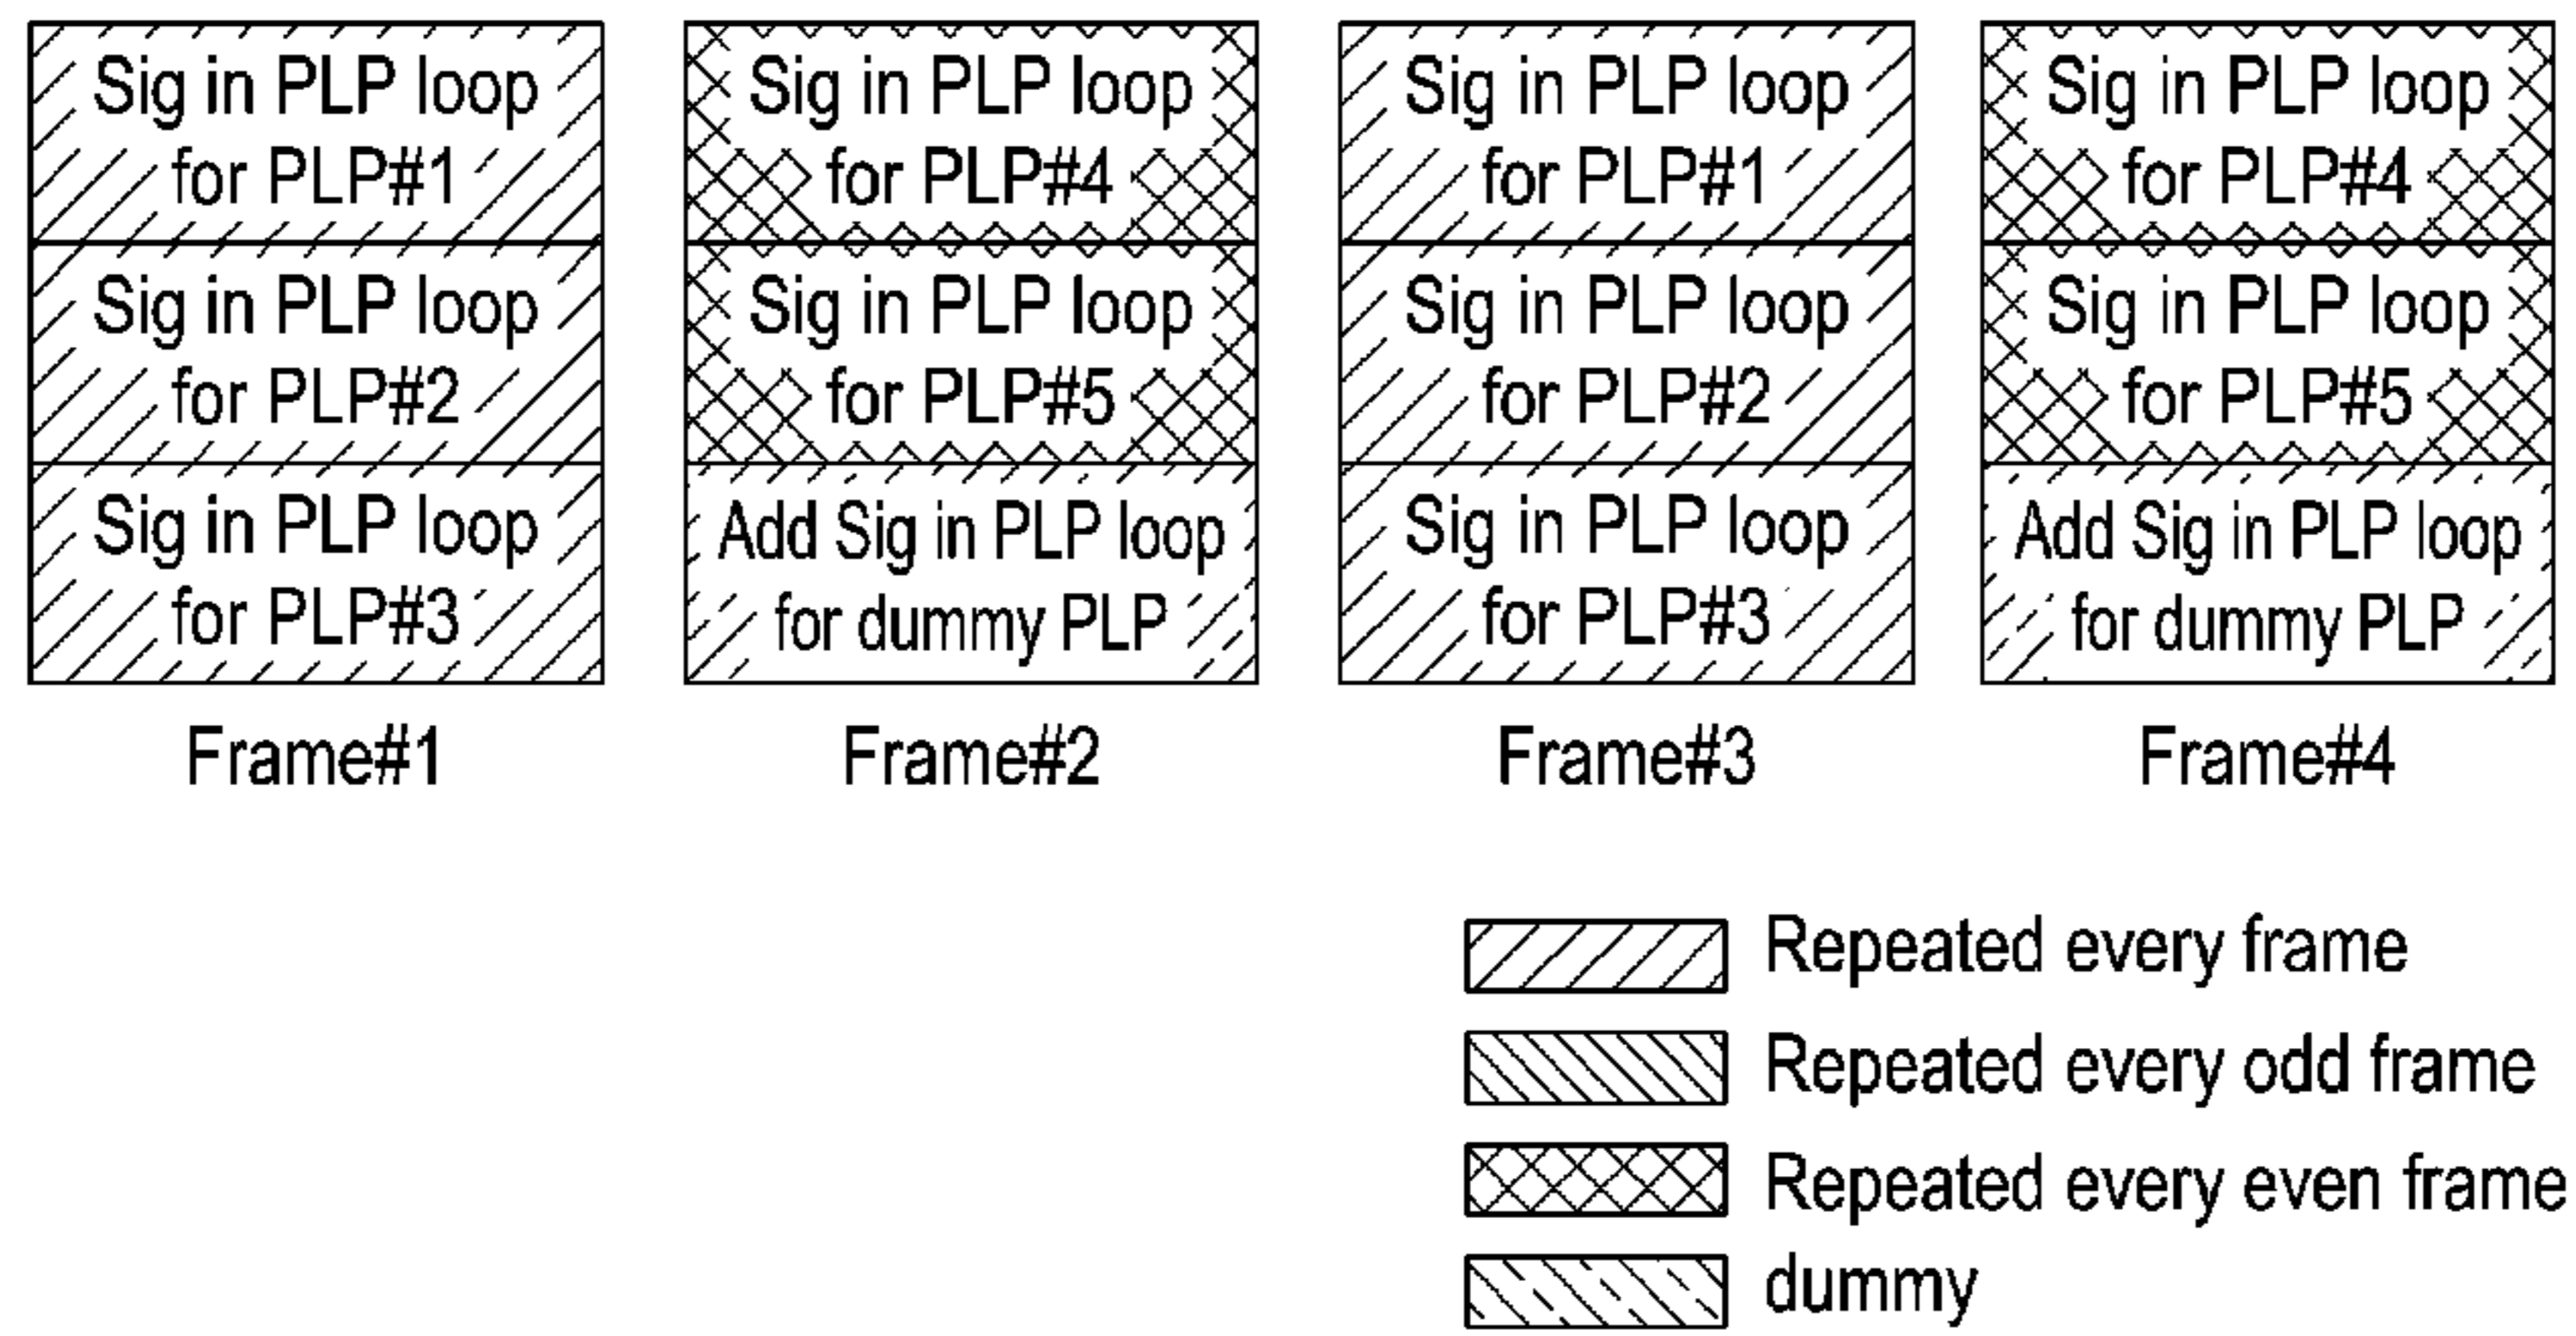 Sig in PLP loop
for PLP#1
Sig in PLP loop
for PLP#2
Sig in PLP loop
for PLP#3
Frame#1
Sig in PLP loop
for PLP#4
Sig in PLP loop
for PLP#5
Add Sig in PLP loop
for dummy PLP
Frame#2
Sig in PLP loop
for PLP#1
Sig in PLP loop
for PLP#2
Sig in PLP loop
for PLP#3
Frame#3
Sig in PLP loop
for PLP#4
Sig in PLP loop
for PLP#5
Add Sig in PLP loop
for dummy PLP
Frame#4
Repeated every frame
Repeated every odd frame
Repeated every even frame
dummy